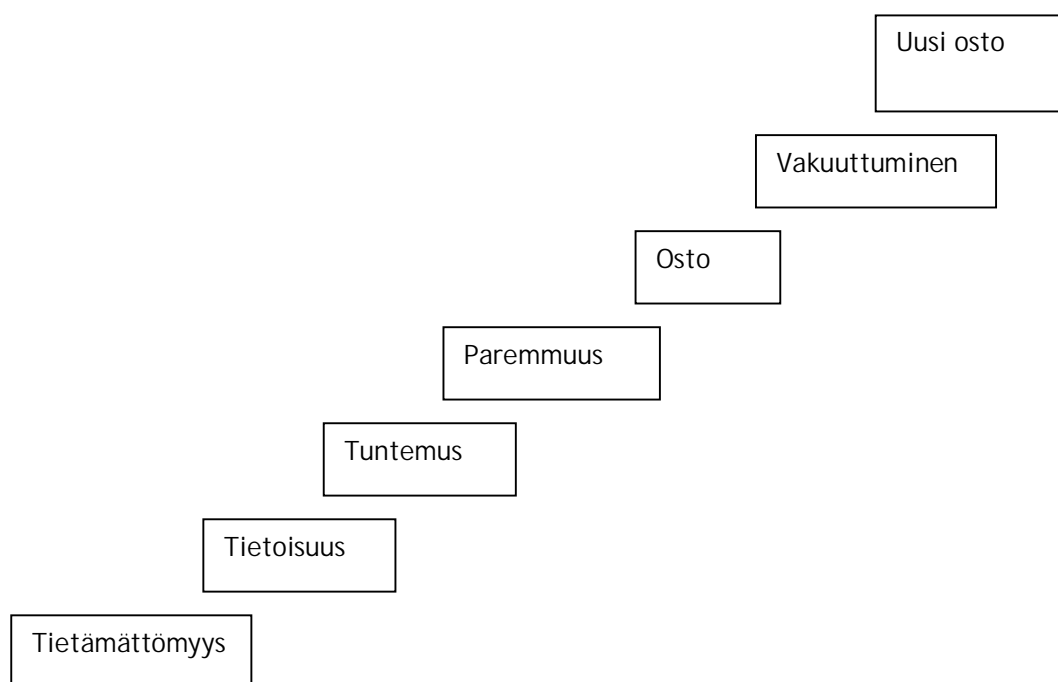 Uusi osto
Vakuuttuminen
Osto
Paremmuus
Tuntemus
Tietoisuus
Tietämättömyys